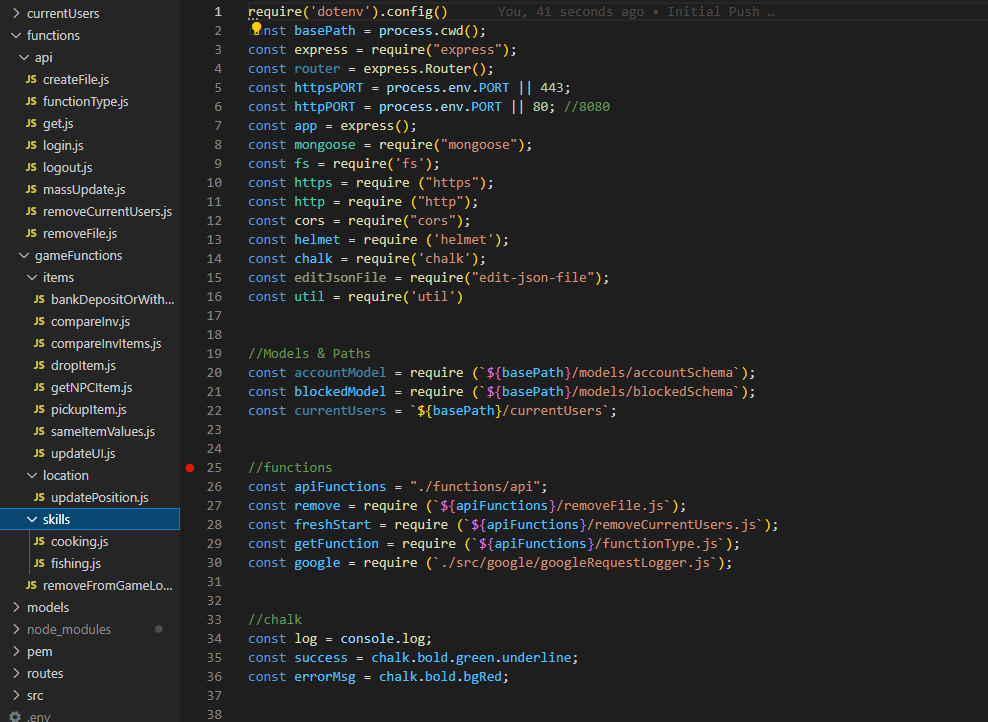 currentUsers
functions
api
JS createFile.js
JS functionType.js
JS get.js
JS login.js
JS logout.js
JS massUpdate.js
JS removeCurrentUsers.js
JS removeFile.js
gameFunctions
items
JS bankDepositOrWith...
JS compareInv.js
JS compareInvItems.js
JS dropItem.js
JS getNPCItem.js
JS pickupItem.js
JS sameItemValues.js
JS updateUI.js
location
JS updatePosition.js
skills
JS cooking.js
JS fishing.js
JS removeFromGameLo...
models
node_modules
pem
routes
src
.env
1 require('dotenv').config() You, 41 seconds ago • Initial Push …
2 const basePath = process.cwd();
3 const express = require("express");
4 const router = express.Router();
5 const httpsPORT = process.env.PORT || 443;
6 const httpPORT = process.env.PORT || 80; //8080
7 const app = express();
8 const mongoose = require("mongoose");
9 const fs = require('fs');
10 const https = require ("https");
11 const http = require ("http");
12 const cors = require("cors");
13 const helmet = require ('helmet');
14 const chalk = require('chalk');
15 const editJsonFile = require("edit-json-file");
16 const util = require('util')
17
18
19 //Models & Paths
20 const accountModel = require (`${basePath}/models/accountSchema`);
21 const blockedModel = require (`${basePath}/models/blockedSchema`);
22 const currentUsers = `${basePath}/currentUsers`;
23
24
25 //functions
26 const apiFunctions = "./functions/api";
27 const remove = require (`${apiFunctions}/removeFile.js`);
28 const freshStart = require (`${apiFunctions}/removeCurrentUsers.js`);
29 const getFunction = require (`${apiFunctions}/functionType.js`);
30 const google = require (`./src/google/googleRequestLogger.js`);
31
32
33 //chalk
34 const log = console.log;
35 const success = chalk.bold.green.underline;
36 const errorMsg = chalk.bold.bgRed;
37
38